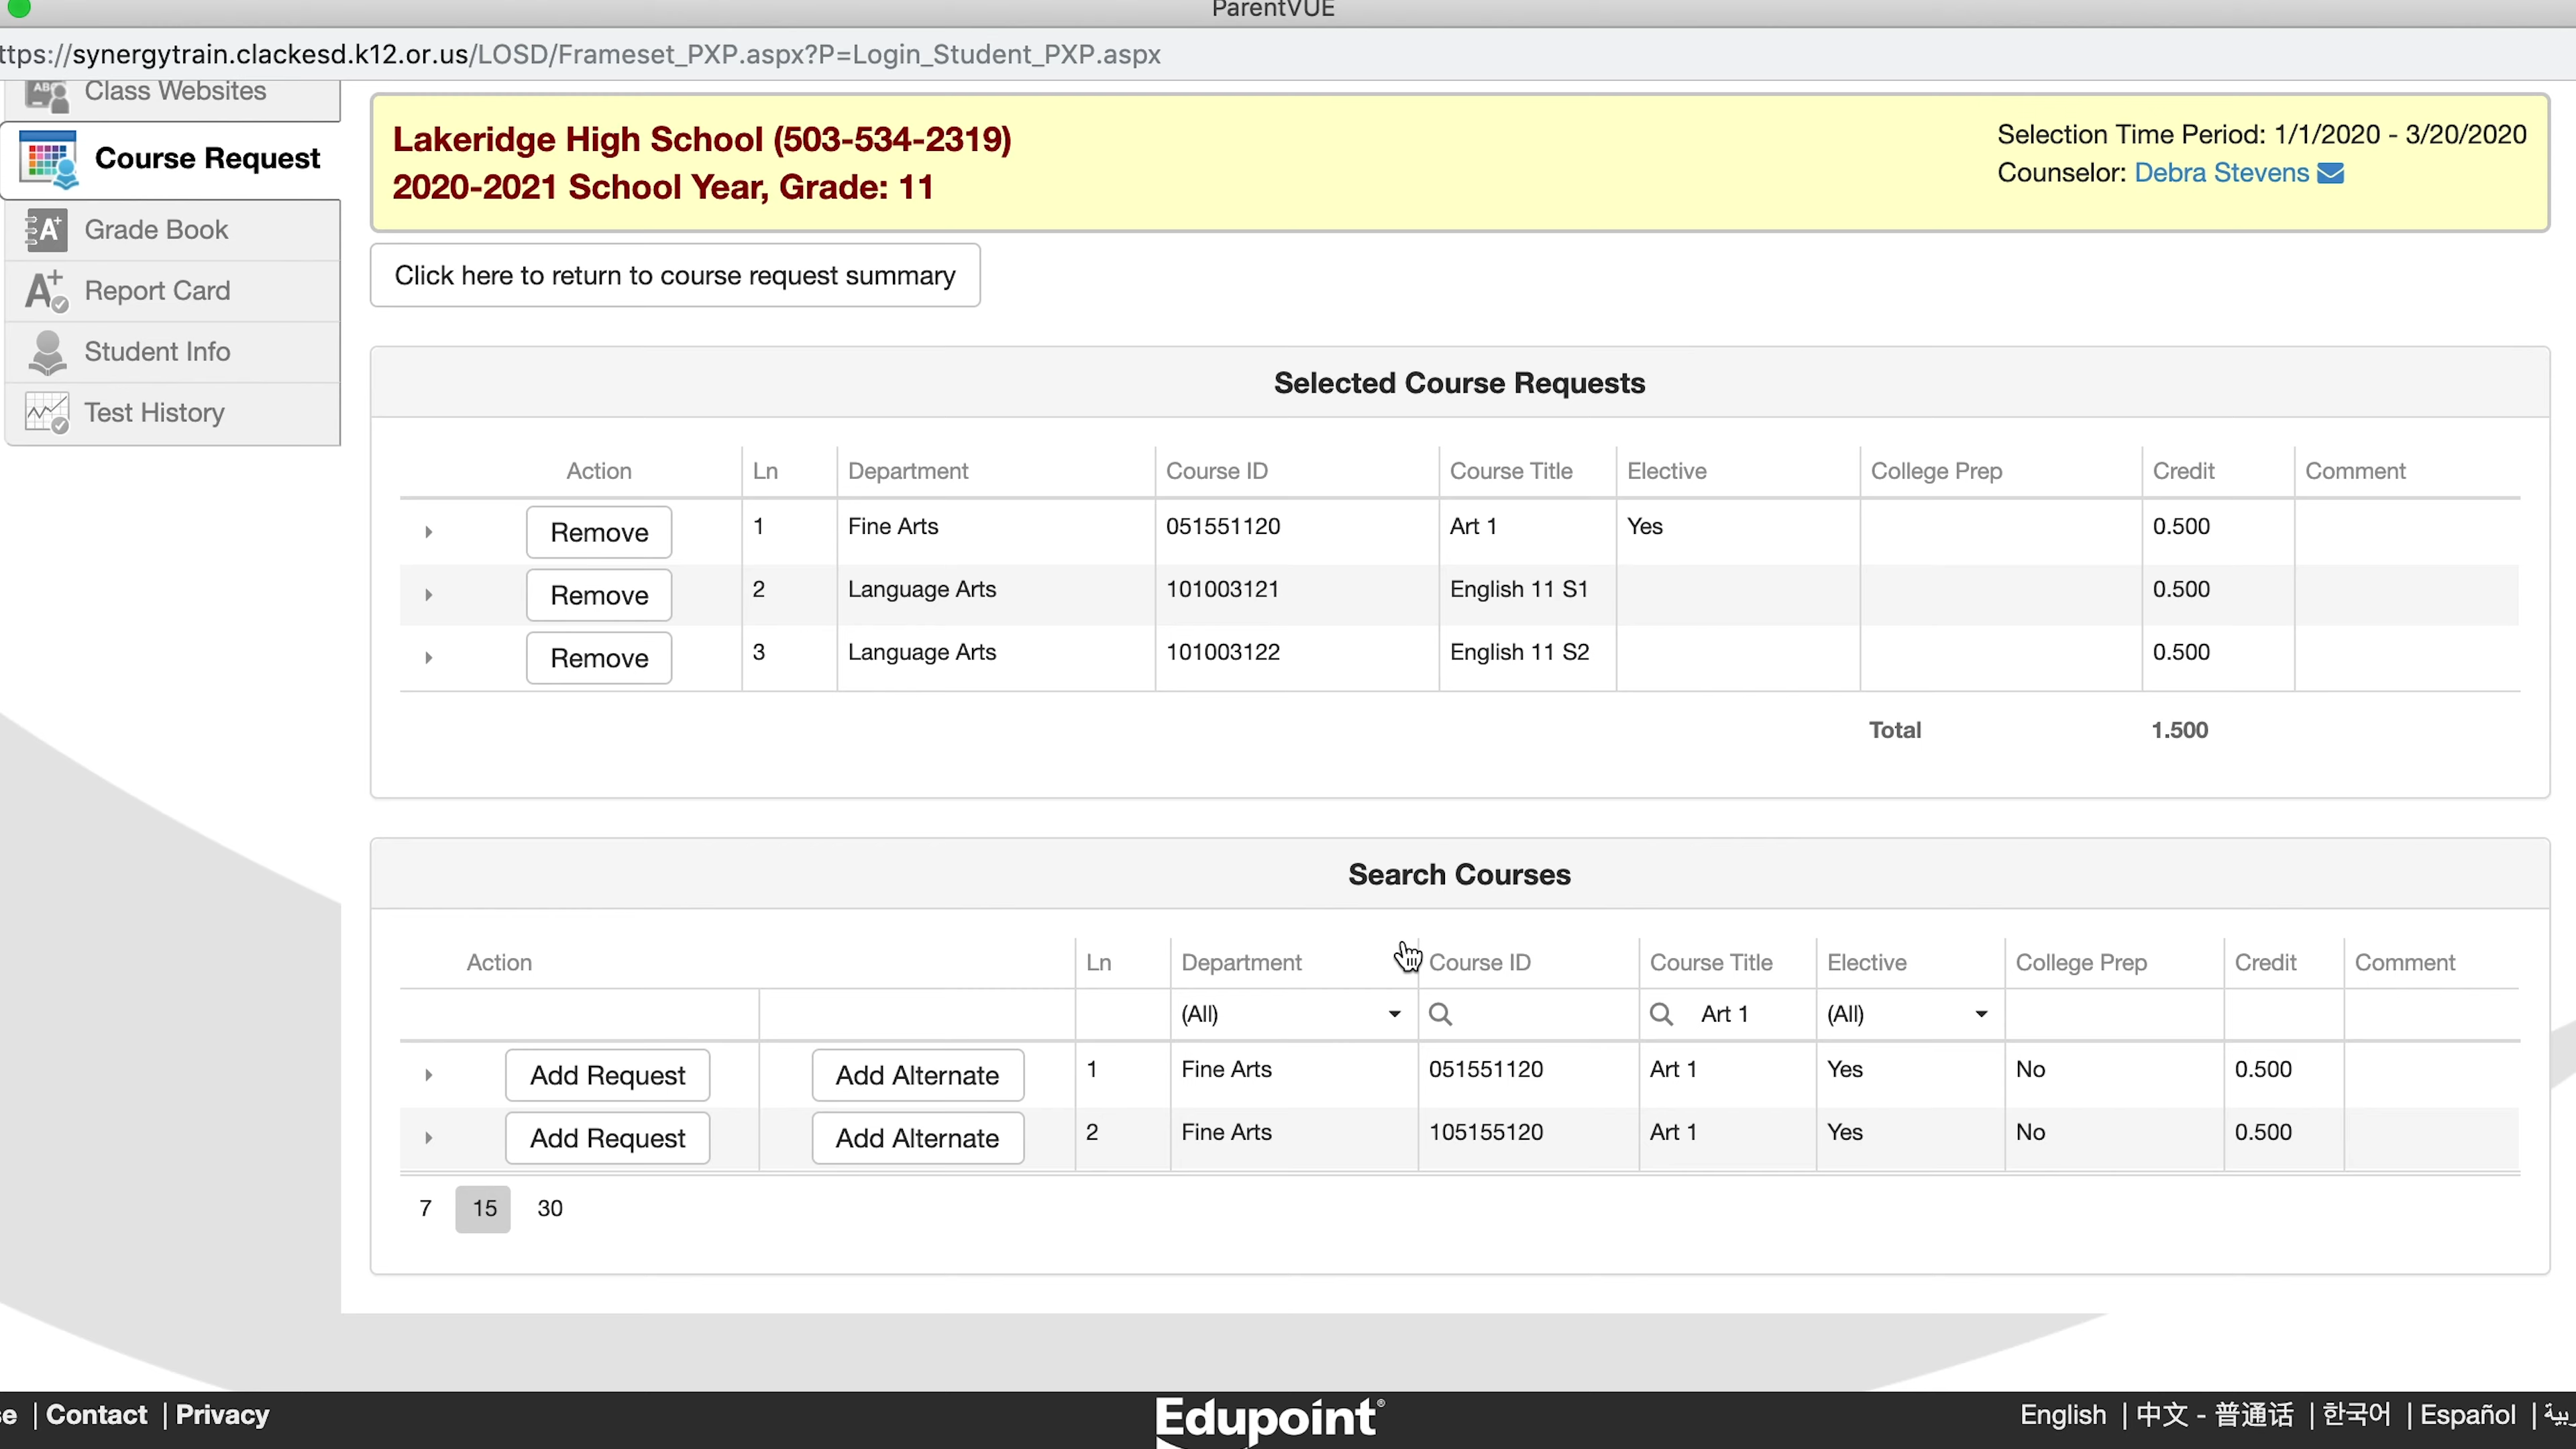 ParentVUE
ttps://synergytrain.clackesd.k12.or.us/LOSD/Frameset_PXP.aspx?P=Login_Student_PXP.aspx
Class Websites
Course Request
Grade Book
Report Card
Student Info
Test History
Lakeridge High School (503-534-2319)
2020-2021 School Year, Grade: 11
Selection Time Period: 1/1/2020 - 3/20/2020
Counselor: Debra Stevens
Click here to return to course request summary
Selected Course Requests
Action Ln Department Course ID Course Title Elective College Prep Credit Comment
Remove 1 Fine Arts 051551120 Art 1 Yes 0.500
Remove 2 Language Arts 101003121 English 11 S1 0.500
Remove 3 Language Arts 101003122 English 11 S2 0.500
Total 1.500
Search Courses
Action Ln Department Course ID Course Title Elective College Prep Credit Comment
(All) Art 1 (All)
Add Request Add Alternate 1 Fine Arts 051551120 Art 1 Yes No 0.500
Add Request Add Alternate 2 Fine Arts 105155120 Art 1 Yes No 0.500
7 15 30
se | Contact | Privacy
Edupoint®
English | 中文 - 普通话 | 한국어 | Español |